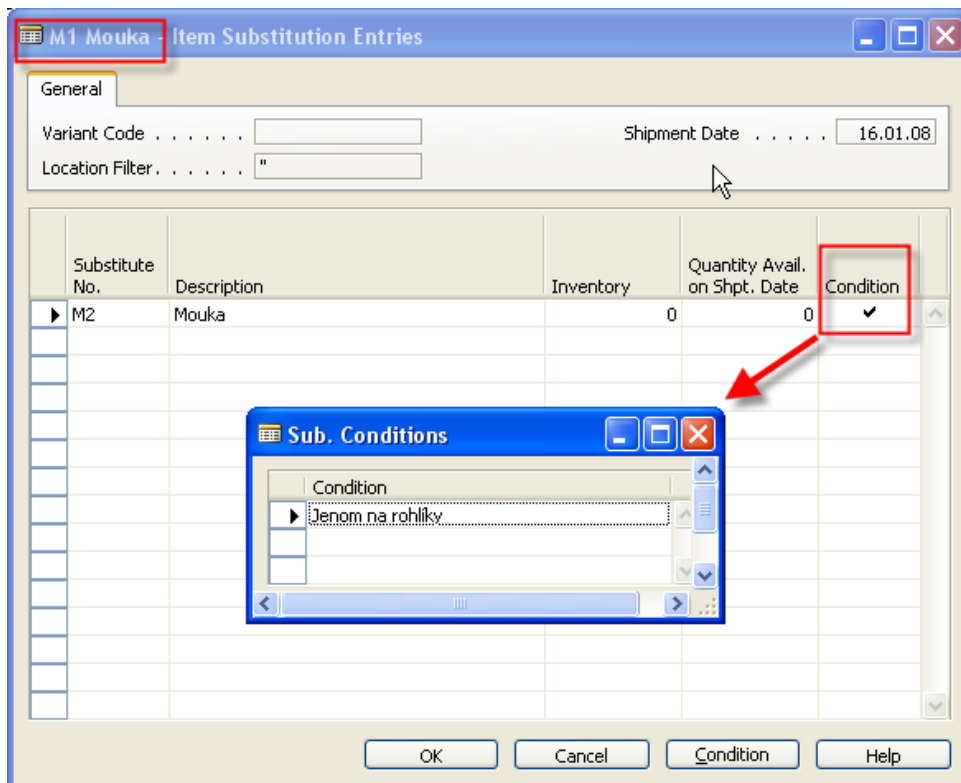 M1 Mouka - Item Substitution Entries
General
Variant Code . . . . . .
Shipment Date . . . . . 16.01.08
Location Filter. . . . . . ''
Substitute No. Description Inventory Quantity Avail. on Shpt. Date Condition
M2 Mouka 0 0
Sub. Conditions
Condition
Jenom na rohlíky
OK Cancel Condition Help